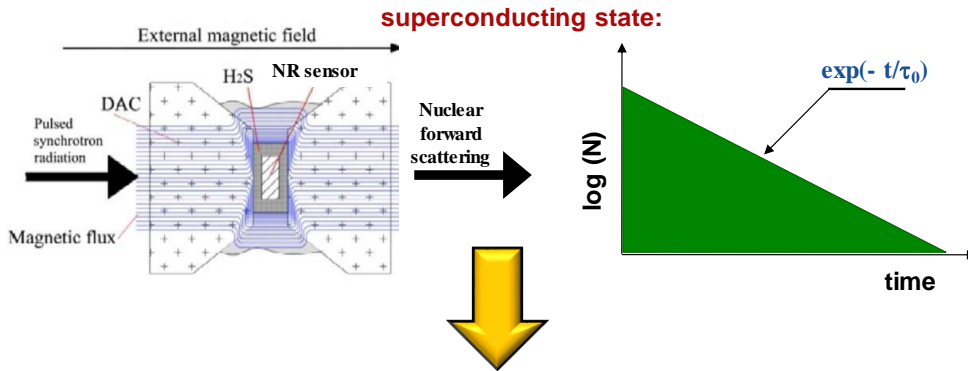 superconducting state:
External magnetic field
H2S
NR sensor
DAC
Pulsed
synchrotron
radiation
Magnetic flux
Nuclear
forward
scattering
exp(- t/τ0)
log (N)
time